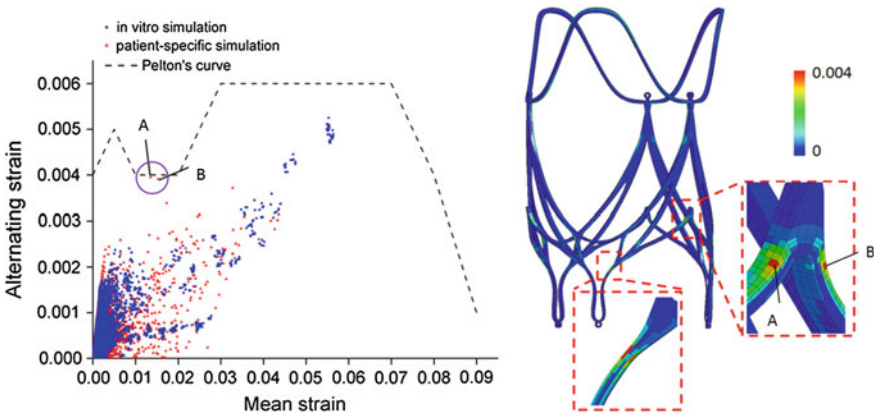 in vitro simulation
patient-specific simulation
Pelton's curve
Alternating strain
0.006
0.005
0.004
0.003
0.002
0.001
0.000
A
B
0.00 0.01 0.02 0.03 0.04 0.05 0.06 0.07 0.08 0.09
Mean strain
0.004
0
B
A